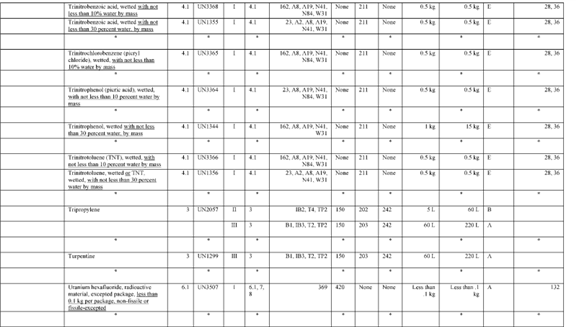 Trinitrobenzoic acid, wetted with not 4.1 UN3368 I 4.1 162, A8, A19, N41, None 211 None 0.5 kg 0.5 kg E 28, 36
less than 10% water by mass N84, W31
Trinitrobenzoic acid, wetted with not 4.1 UN1355 I 4.1 23, A2, A8, A19, None 211 None 0.5 kg 0.5 kg E 28, 36
less than 30 percent water, by mass N41, W31
* * * * * * *
Trinitrochlorobenzene (picryl 4.1 UN3365 I 4.1 162, A8, A19, N41, None 211 None 0.5 kg 0.5 kg E 28, 36
chloride), wetted, with not less than N84, W31
10% water by mass
* * * * * * *
Trinitrophenol (picric acid), wetted, 4.1 UN3364 I 4.1 23, A8, A19, N41, None 211 None 0.5 kg 0.5 kg E 28, 36
with not less than 10 percent water by N84, W31
mass
* * * * * * *
Trinitrophenol, wetted with not less 4.1 UN1344 I 4.1 162, A8, A19, N41, None 211 None 1 kg 15 kg E 28, 36
than 30 percent water, by mass W31
* * * * * * *
Trinitrotoluene (TNT), wetted, with 4.1 UN3366 I 4.1 162, A8, A19, N41, None 211 None 0.5 kg 0.5 kg E 28, 36
not less than 10 percent water by mass N84, W31
Trinitrotoluene, wetted or TNT, 4.1 UN1356 I 4.1 23, A2, A8, A19, None 211 None 0.5 kg 0.5 kg E 28, 36
wetted, with not less than 30 percent N41, W31
water by mass
* * * * * * *
Tripropylene 3 UN2057 II 3 IB2, T4, TP2 150 202 242 5 L 60 L B
III 3 B1, IB3, T2, TP2 150 203 242 60 L 220 L A
* * * * * * *
Turpentine 3 UN1299 III 3 B1, IB3, T2, TP2 150 203 242 60 L 220 L A
* * * * * * *
Uranium hexafluoride, radioactive 6.1 UN3507 I 6.1, 7, 369 420 None None Less than Less than .1 A 132
material, excepted package, less than 8 .1 kg kg
0.1 kg per package, non-fissile or
fissile-excepted
* * * * * * *